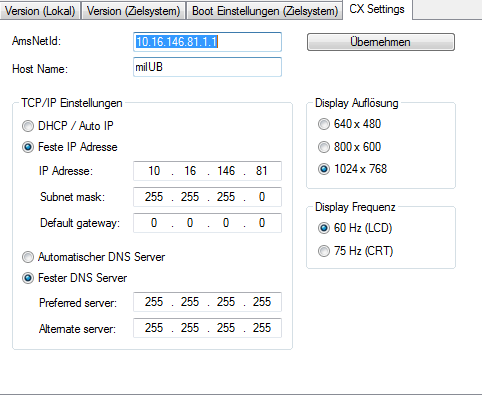 Version (Lokal) Version (Zielsystem) Boot Einstellungen (Zielsystem) CX Settings
AmsNetId: 10.16.146.81.1.1 Übernehmen
Host Name: milUB
TCP/IP Einstellungen
DHCP / Auto IP
Feste IP Adresse
IP Adresse: 10 . 16 . 146 . 81
Subnet mask: 255 . 255 . 255 . 0
Default gateway: 0 . 0 . 0 . 0
Automatischer DNS Server
Fester DNS Server
Preferred server: 255 . 255 . 255 . 255
Alternate server: 255 . 255 . 255 . 255
Display Auflösung
640 x 480
800 x 600
1024 x 768
Display Frequenz
60 Hz (LCD)
75 Hz (CRT)